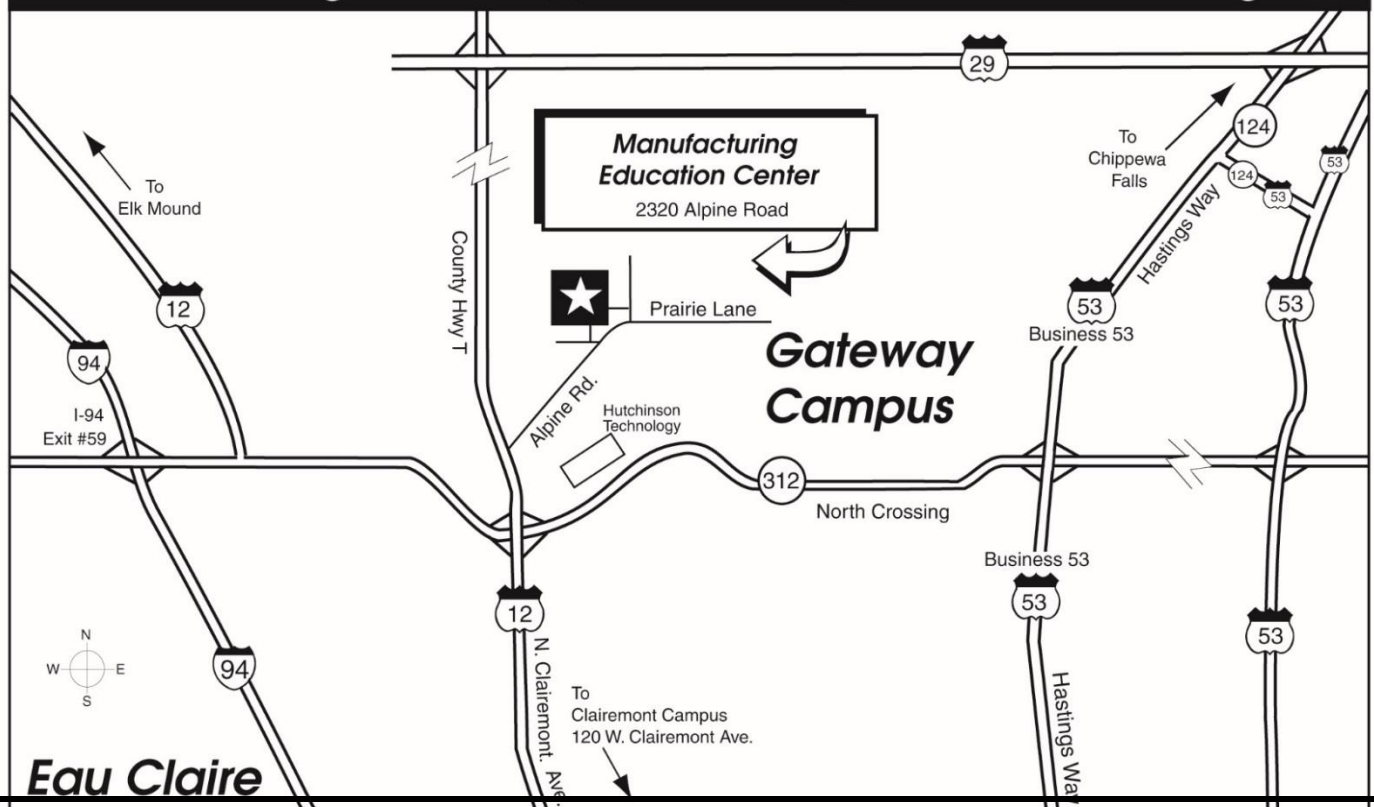 29
Manufacturing
Education Center
2320 Alpine Road
To
Chippewa
Falls
124
53
124
53
To
Elk Mound
Hastings Way
County Hwy T
12
53
53
Prairie Lane
Business 53
94
Gateway
Campus
I-94
Exit #59
Alpine Rd.
Hutchinson
Technology
312
North Crossing
Business 53
12
53
53
N
W
E
S
94
N. Clairemont. Ave.
To
Clairemont Campus
120 W. Clairemont Ave.
Hastings Way
Eau Claire